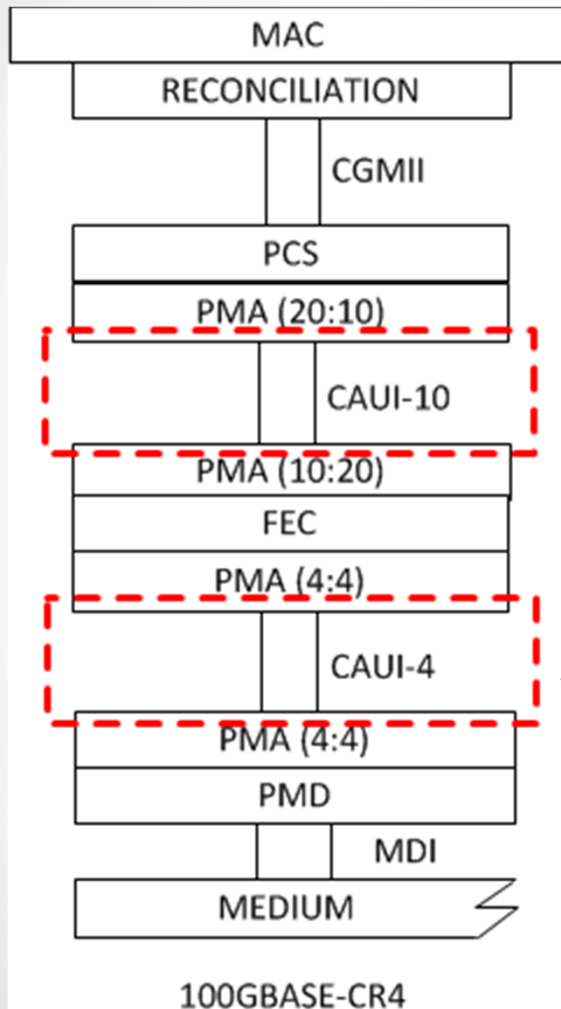 MAC
RECONCILIATION
CGMII
PCS
PMA (20:10)
CAUI-10
PMA (10:20)
FEC
PMA (4:4)
CAUI-4
PMA (4:4)
PMD
MDI
MEDIUM
100GBASE-CR4